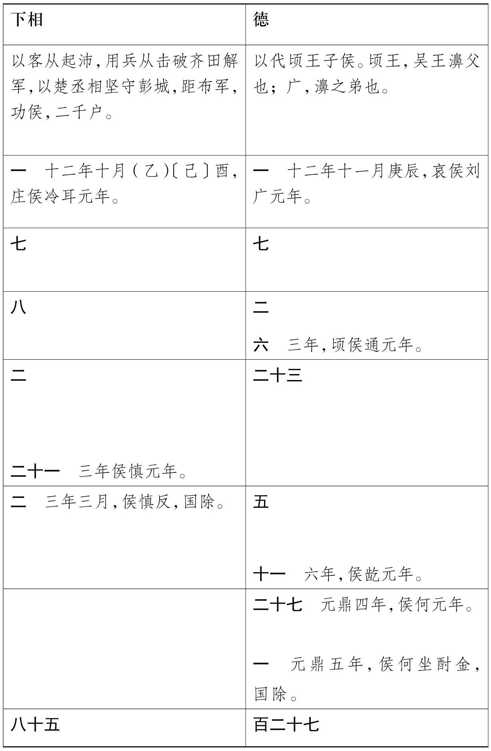 下相
德
以客从起沛，用兵从击破齐田解
军，以楚丞相坚守彭城，距布军，
功侯，二千户。
以代顷王子侯。顷王，吴王濞父
也；广，濞之弟也。
一 十二年十月（乙）〔己〕酉，
庄侯冷耳元年。
一 十二年十一月庚辰，哀侯刘
广元年。
七
七
八
二
六 三年，顷侯通元年。
二
二十一 三年侯慎元年。
二十三
二 三年三月，侯慎反，国除。
五
十一 六年，侯龁元年。
二十七 元鼎四年，侯何元年。
一 元鼎五年，侯何坐酎金，
国除。
八十五
百二十七